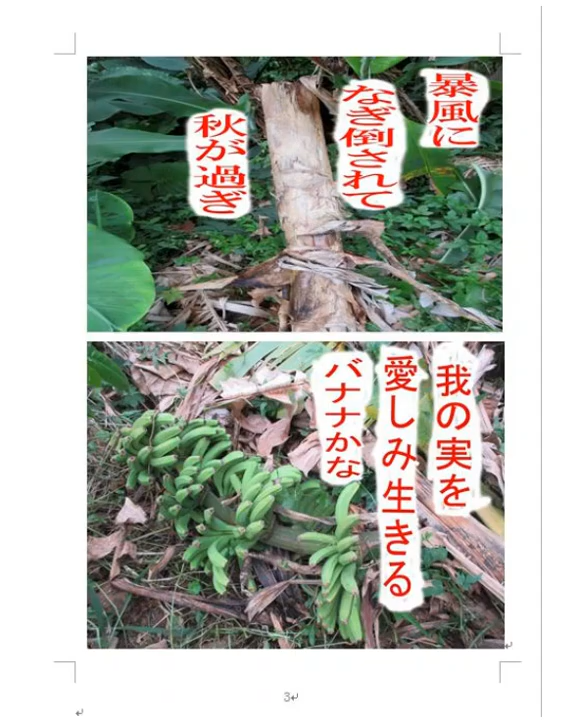 暴風に
なぎ倒されて
秋が過ぎ
我の実を
愛しみ生きる
バナナかな
3